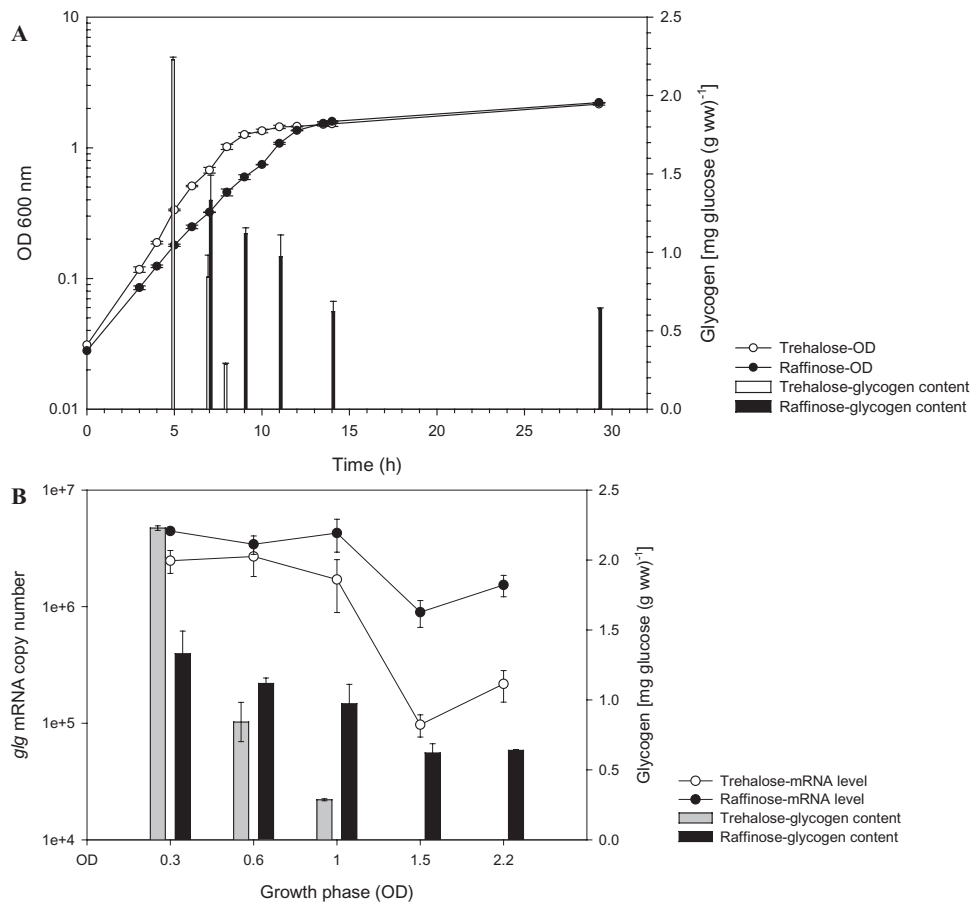 A
10
1
0.1
0.01
OD 600 nm
2.5
2.0
1.5
1.0
0.5
0.0
Glycogen [mg glucose (g ww)-1]
0 5 10 15 20 25 30
Time (h)
Trehalose-OD
Raffinose-OD
Trehalose-glycogen content
Raffinose-glycogen content
B
1e+7
1e+6
1e+5
1e+4
glg mRNA copy number
2.5
2.0
1.5
1.0
0.5
0.0
Glycogen [mg glucose (g ww)-1]
OD 0.3 0.6 1 1.5 2.2
Growth phase (OD)
Trehalose-mRNA level
Raffinose-mRNA level
Trehalose-glycogen content
Raffinose-glycogen content